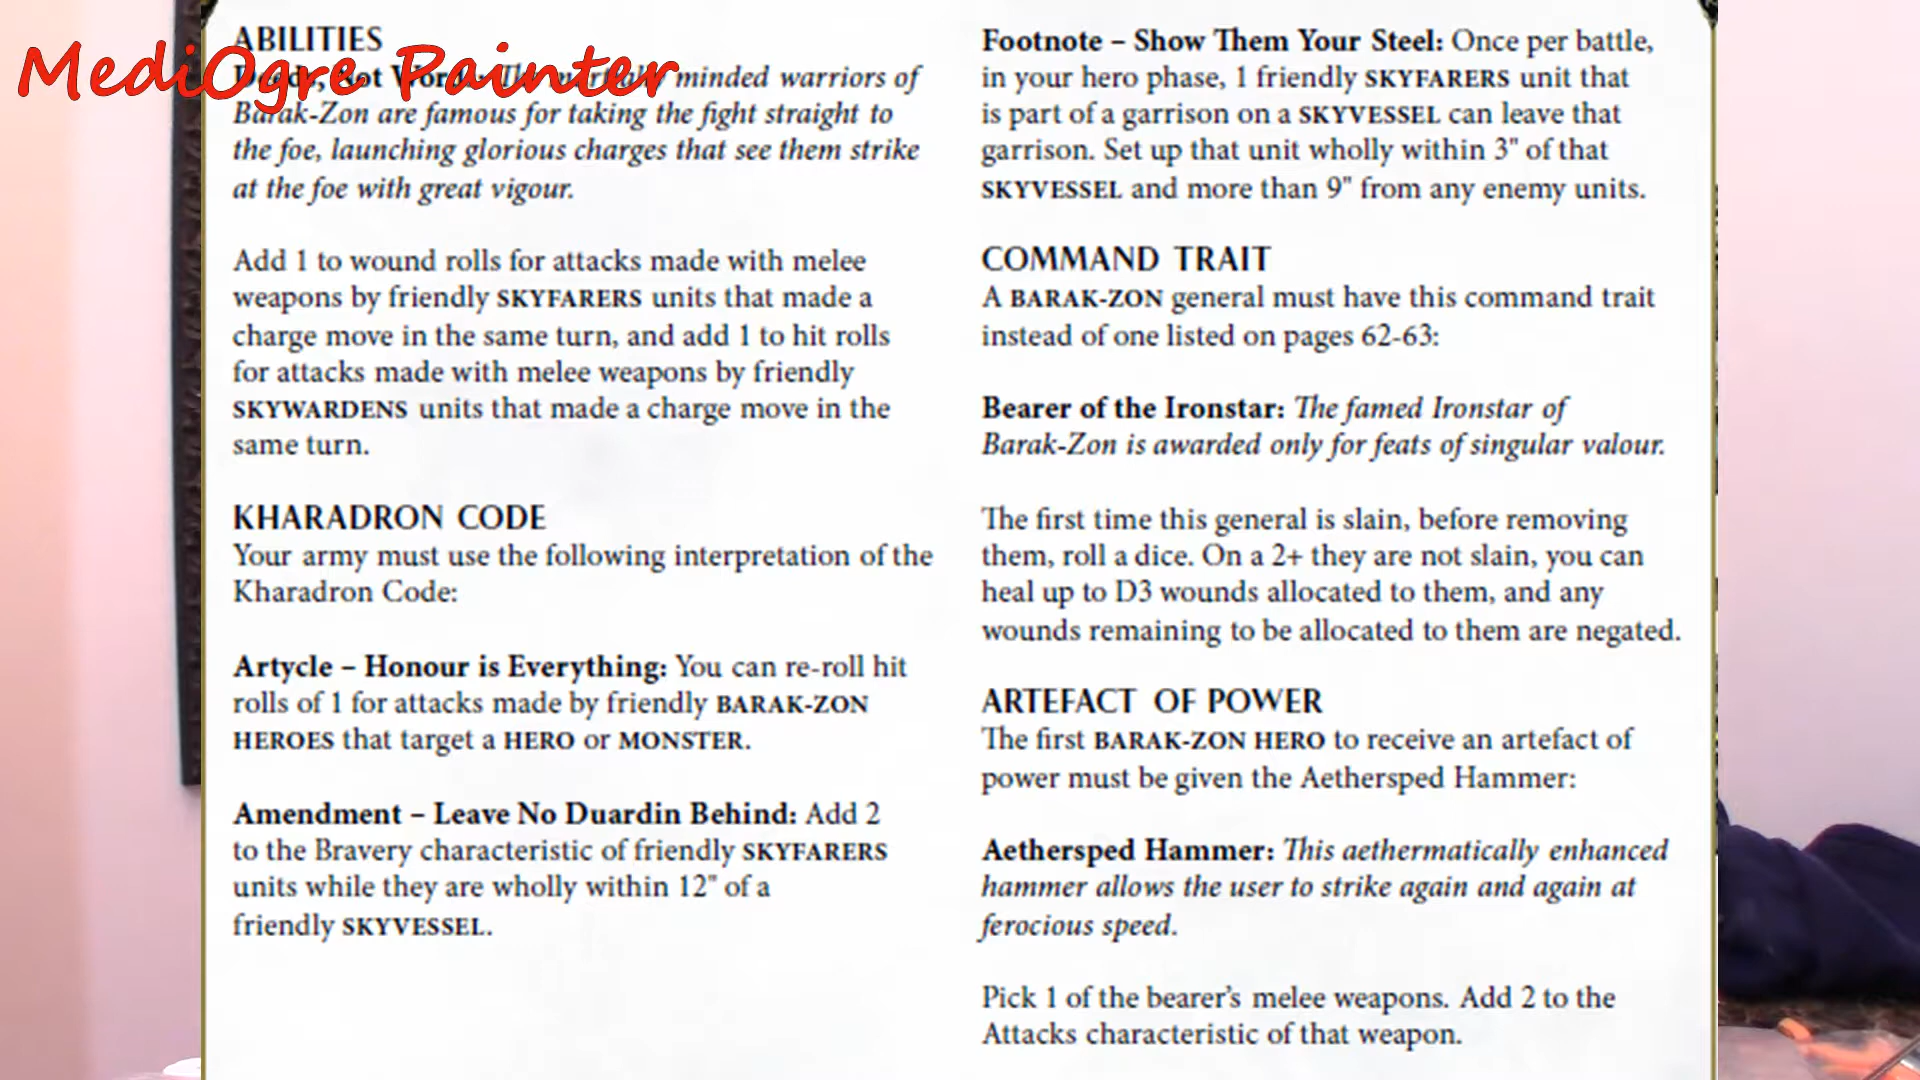 MediOgre Painter
ABILITIES
Deeds, Not Words: The martially minded warriors of
Barak-Zon are famous for taking the fight straight to
the foe, launching glorious charges that see them strike
at the foe with great vigour.
Add 1 to wound rolls for attacks made with melee
weapons by friendly SKYFARERS units that made a
charge move in the same turn, and add 1 to hit rolls
for attacks made with melee weapons by friendly
SKYWARDENS units that made a charge move in the
same turn.
KHARADRON CODE
Your army must use the following interpretation of the
Kharadron Code:
Artycle – Honour is Everything: You can re-roll hit
rolls of 1 for attacks made by friendly BARAK-ZON
HEROES that target a HERO or MONSTER.
Amendment – Leave No Duardin Behind: Add 2
to the Bravery characteristic of friendly SKYFARERS
units while they are wholly within 12" of a
friendly SKYVESSEL.
Footnote – Show Them Your Steel: Once per battle,
in your hero phase, 1 friendly SKYFARERS unit that
is part of a garrison on a SKYVESSEL can leave that
garrison. Set up that unit wholly within 3" of that
SKYVESSEL and more than 9" from any enemy units.
COMMAND TRAIT
A BARAK-ZON general must have this command trait
instead of one listed on pages 62-63:
Bearer of the Ironstar: The famed Ironstar of
Barak-Zon is awarded only for feats of singular valour.
The first time this general is slain, before removing
them, roll a dice. On a 2+ they are not slain, you can
heal up to D3 wounds allocated to them, and any
wounds remaining to be allocated to them are negated.
ARTEFACT OF POWER
The first BARAK-ZON HERO to receive an artefact of
power must be given the Aethersped Hammer:
Aethersped Hammer: This aethermatically enhanced
hammer allows the user to strike again and again at
ferocious speed.
Pick 1 of the bearer's melee weapons. Add 2 to the
Attacks characteristic of that weapon.